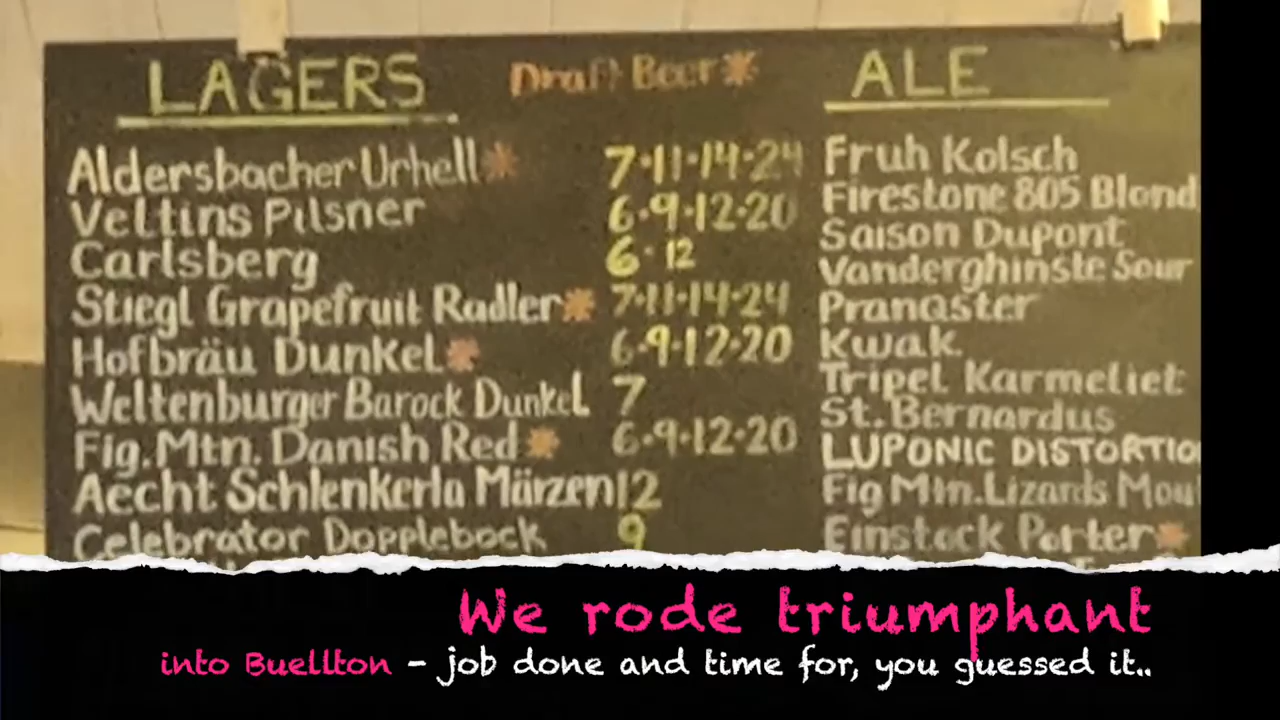 LAGERS Draft Beer* ALE
Aldersbacher Urhell* 7·11·14·24
Veltins Pilsner 6·9·12·20
Carlsberg 6·12
Stiegl Grapefruit Radler* 7·11·14·24
Hofbräu Dunkel* 6·9·12·20
Weltenburger Barock Dunkel 7
Fig. Mtn. Danish Red* 6·9·12·20
Aecht Schlenkerla Märzen 12
Celebrator Dopplebock 9
Fruh Kolsch
Firestone 805 Blond
Saison Dupont
Vanderghinste Sour
Pranqster
Kwak
Tripel Karmeliet
St. Bernardus
LUPONIC DISTORTIO
Fig Mtn. Lizards Mou
Einstock Porter*
We rode triumphant
into Buellton – job done and time for, you guessed it..